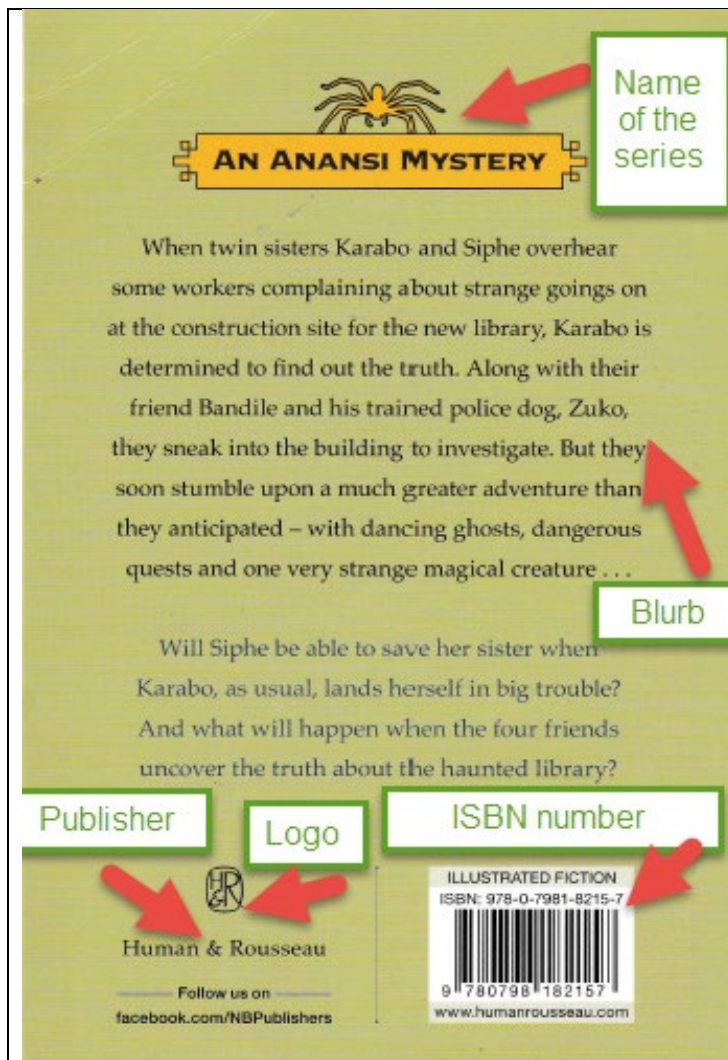 Name
of the
series
AN ANANSI MYSTERY
When twin sisters Karabo and Siphe overhear
some workers complaining about strange goings on
at the construction site for the new library, Karabo is
determined to find out the truth. Along with their
friend Bandile and his trained police dog, Zuko,
they sneak into the building to investigate. But they
soon stumble upon a much greater adventure than
they anticipated – with dancing ghosts, dangerous
quests and one very strange magical creature . . .
Blurb
Will Siphe be able to save her sister when
Karabo, as usual, lands herself in big trouble?
And what will happen when the four friends
uncover the truth about the haunted library?
Publisher
Logo
ISBN number
H&R
Human & Rousseau
Follow us on
facebook.com/NBPublishers
ILLUSTRATED FICTION
ISBN: 978-0-7981-8215-7
9 780798 182157
www.humanrousseau.com